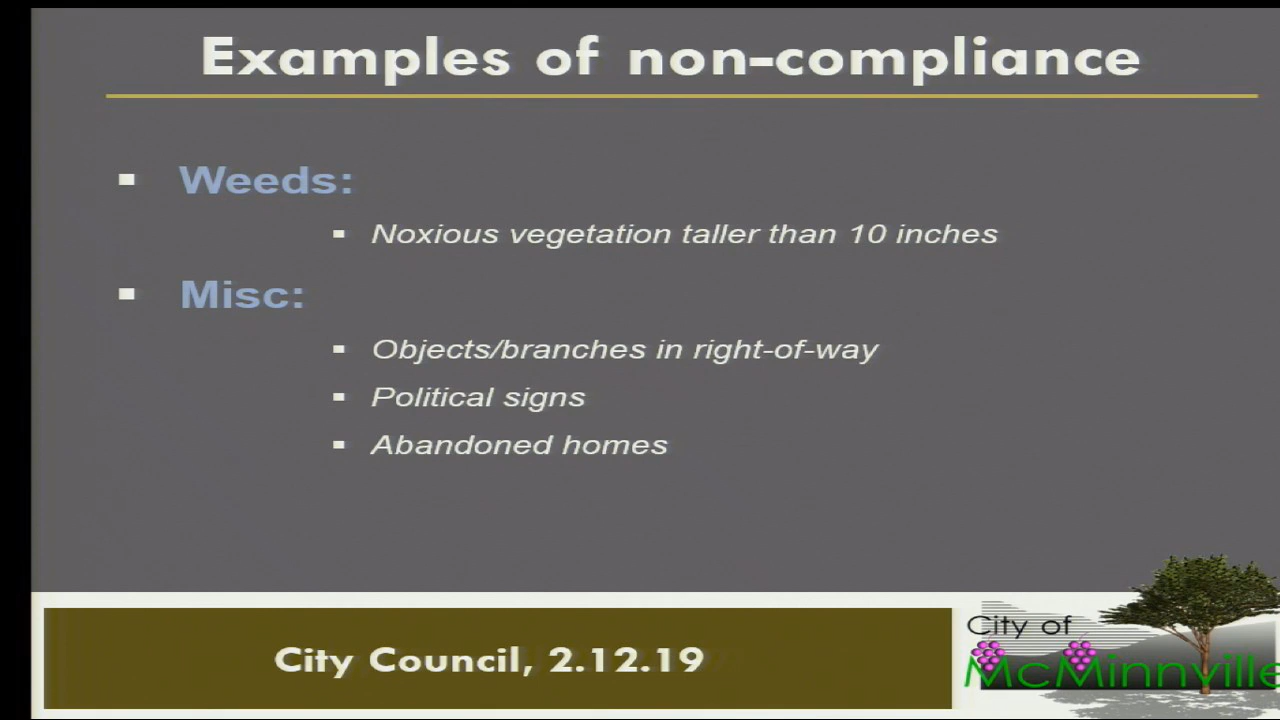 Examples of non-compliance
Weeds:
Noxious vegetation taller than 10 inches
Misc:
Objects/branches in right-of-way
Political signs
Abandoned homes
City Council, 2.12.19
City of
McMinnville